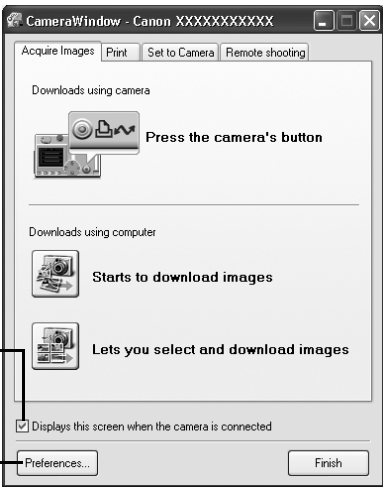 CameraWindow - Canon XXXXXXXXXXX
Acquire Images Print Set to Camera Remote shooting
Downloads using camera
Press the camera's button
Downloads using computer
Starts to download images
Lets you select and download images
Displays this screen when the camera is connected
Preferences... Finish